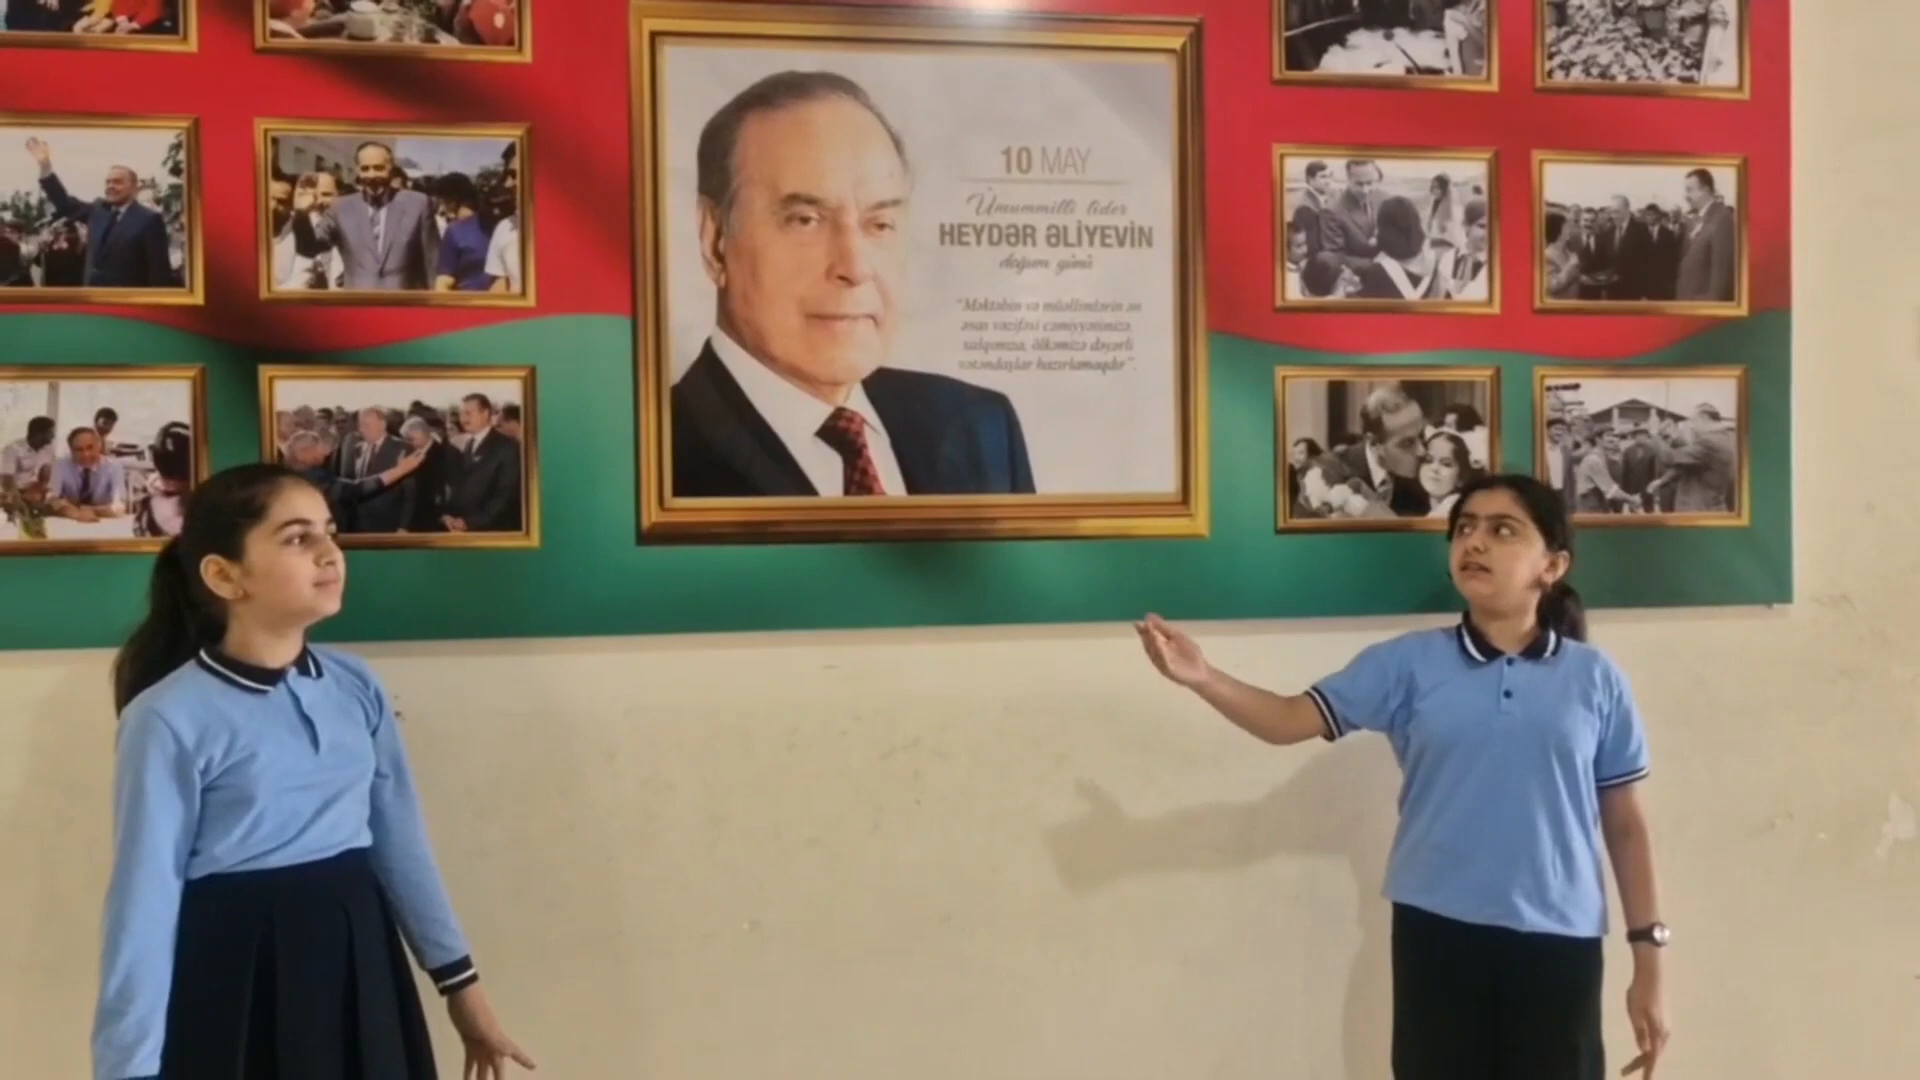 10 MAY
Ümummilli lider
HEYDƏR ƏLİYEVİN
doğum günü
"Məktəbin və müəllimlərin ən
əsas vəzifəsi cəmiyyətimizə,
xalqımıza, ölkəmizə dəyərli
vətəndaşlar hazırlamaqdır".